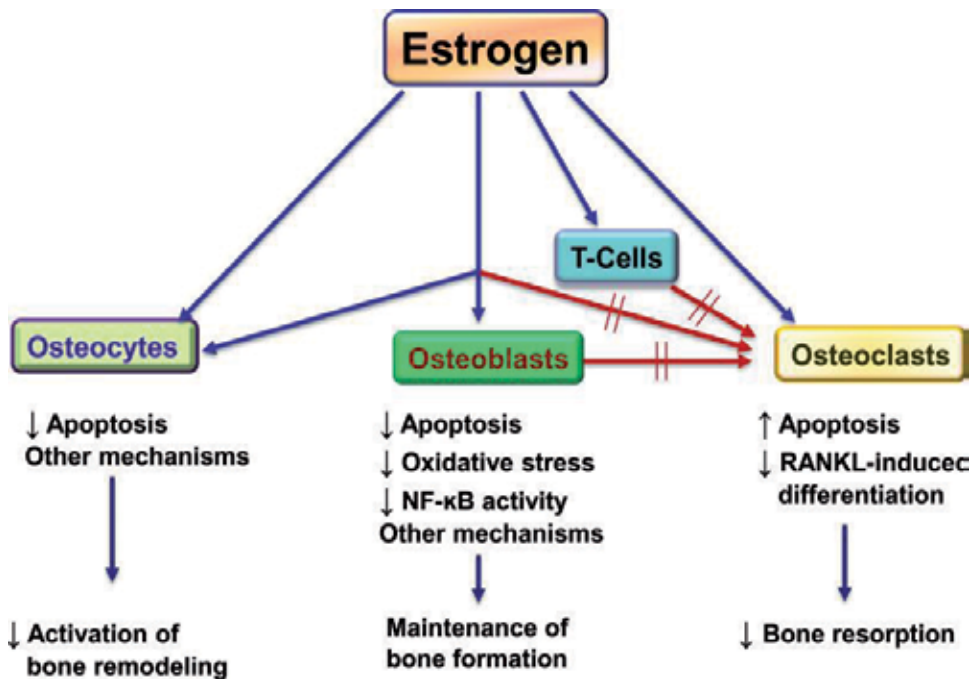 Estrogen
T-Cells
Osteocytes
Osteoblasts
Osteoclasts
↓ Apoptosis
Other mechanisms
↓ Activation of
bone remodeling
↓ Apoptosis
↓ Oxidative stress
↓ NF-κB activity
Other mechanisms
Maintenance of
bone formation
↑ Apoptosis
↓ RANKL-induced
differentiation
↓ Bone resorption